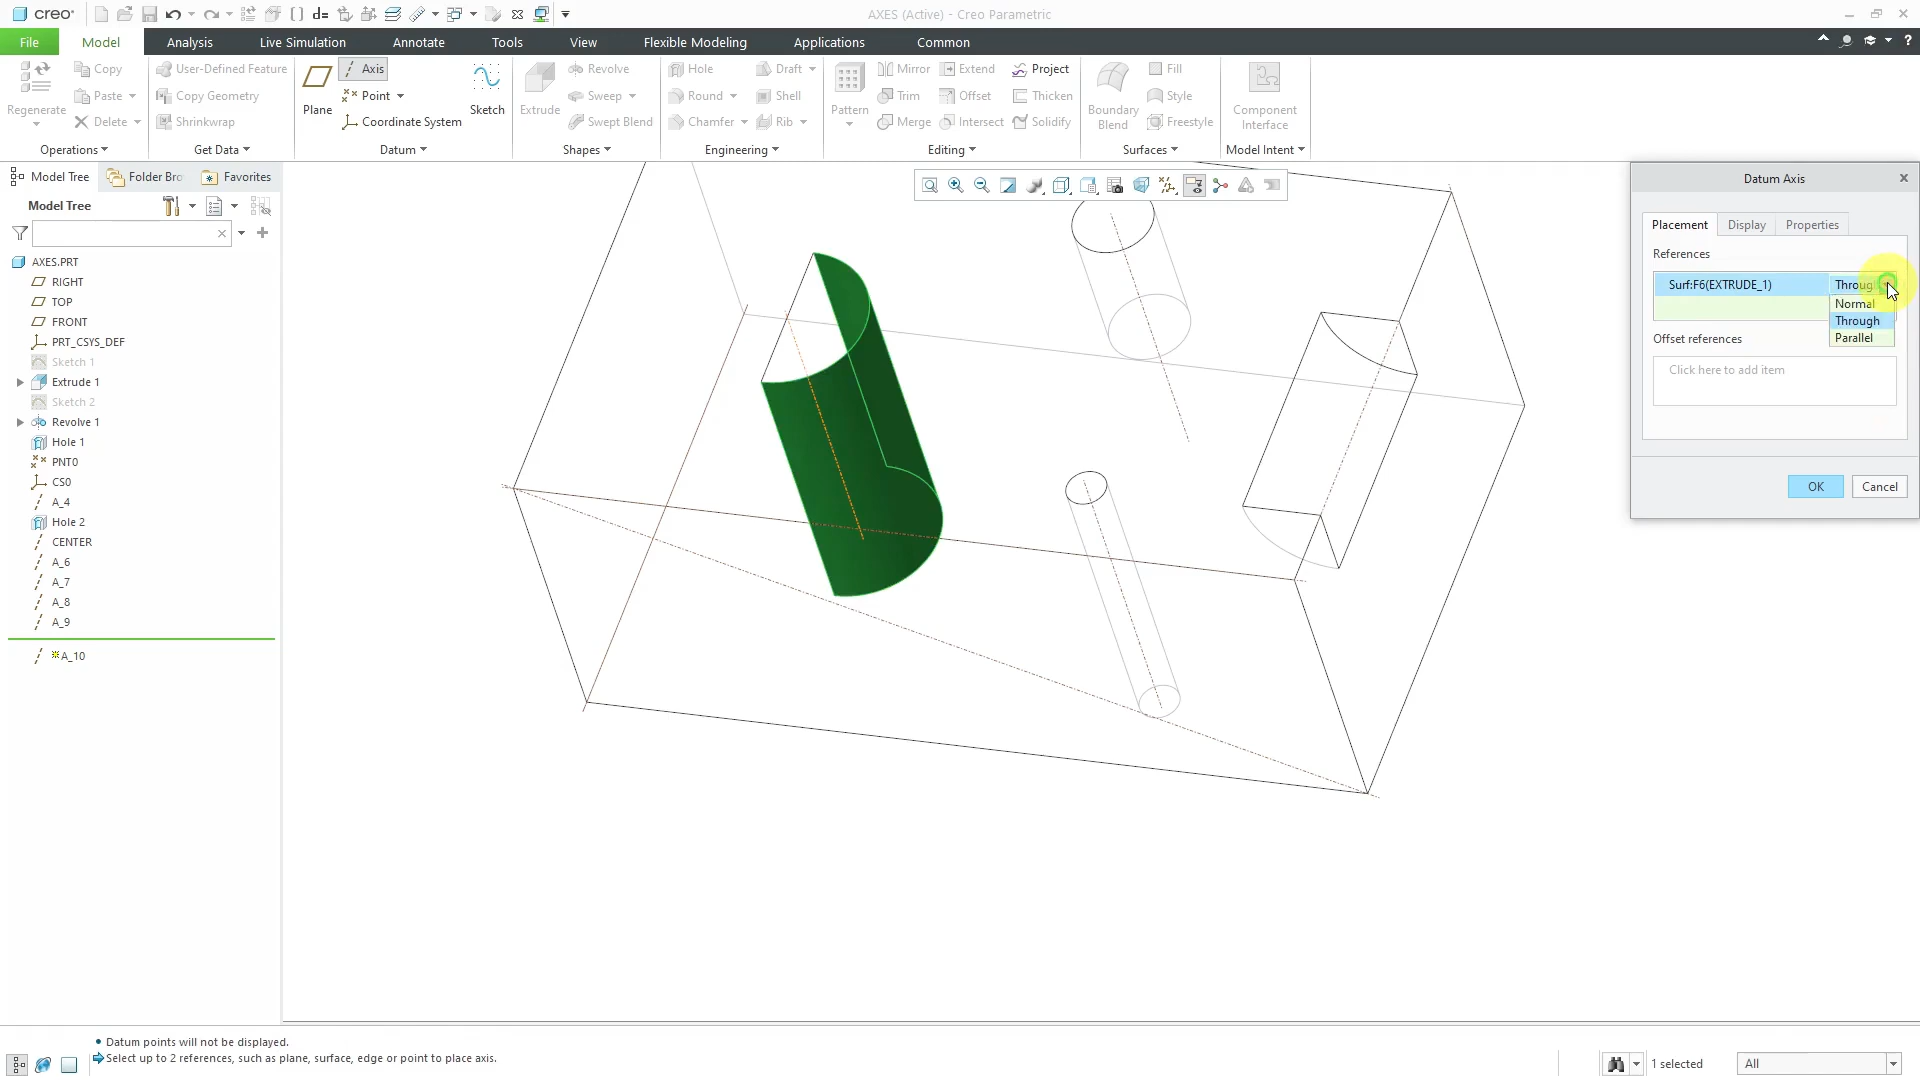 creo
AXES (Active) - Creo Parametric
File Model Analysis Live Simulation Annotate Tools View Flexible Modeling Applications Common
Regenerate
Copy
Paste
Delete
Operations
User-Defined Feature
Copy Geometry
Shrinkwrap
Get Data
Plane
Axis
Point
Coordinate System
Sketch
Datum
Extrude
Revolve
Sweep
Swept Blend
Shapes
Hole
Draft
Round
Shell
Chamfer
Rib
Engineering
Pattern
Mirror
Extend
Project
Trim
Offset
Thicken
Merge
Intersect
Solidify
Editing
Boundary
Blend
Fill
Style
Freestyle
Surfaces
Component
Interface
Model Intent
Model Tree
Folder Bro
Favorites
Model Tree
AXES.PRT
RIGHT
TOP
FRONT
PRT_CSYS_DEF
Sketch 1
Extrude 1
Sketch 2
Revolve 1
Hole 1
PNT0
CS0
A_4
Hole 2
CENTER
A_6
A_7
A_8
A_9
A_10
Datum Axis
Placement Display Properties
References
Surf:F6(EXTRUDE_1) Throug
Normal
Through
Parallel
Offset references
Click here to add item
OK Cancel
• Datum points will not be displayed.
Select up to 2 references, such as plane, surface, edge or point to place axis.
1 selected
All